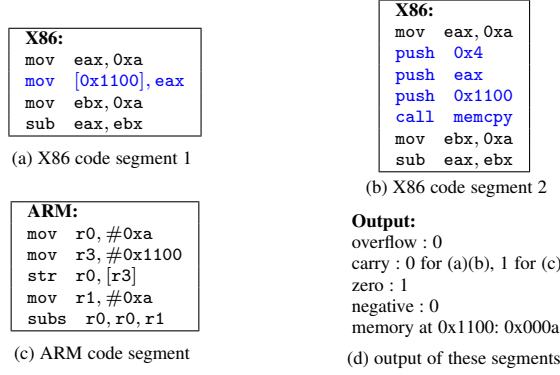 X86:
mov eax, 0xa
mov [0x1100], eax
mov ebx, 0xa
sub eax, ebx
(a) X86 code segment 1
X86:
mov eax, 0xa
push 0x4
push eax
push 0x1100
call memcpy
mov ebx, 0xa
sub eax, ebx
(b) X86 code segment 2
ARM:
mov r0, #0xa
mov r3, #0x1100
str r0, [r3]
mov r1, #0xa
subs r0, r0, r1
(c) ARM code segment
Output:
overflow : 0
carry : 0 for (a)(b), 1 for (c)
zero : 1
negative : 0
memory at 0x1100: 0x000a
(d) output of these segments